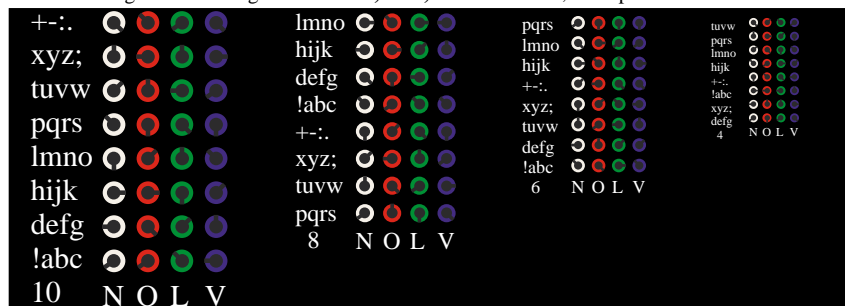 +-:.
xyz;
tuvw
pqrs
lmno
hijk
defg
!abc
10 N O L V
lmno
hijk
defg
!abc
+-:.
xyz;
tuvw
pqrs
8 N O L V
pqrs
lmno
hijk
+-:.
xyz;
tuvw
defg
!abc
6 N O L V
tuvw
pqrs
lmno
hijk
+-:.
!abc
xyz;
defg
4 N O L V